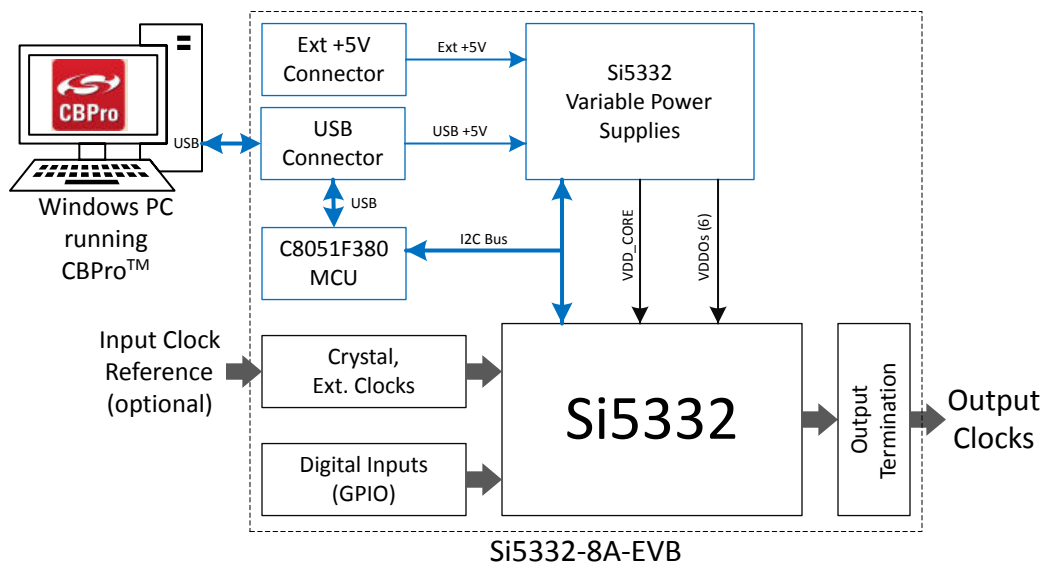 CBPro
USB
Windows PC
running
CBPro™
Ext +5V
Connector
Ext +5V
Si5332
Variable Power
Supplies
USB
Connector
USB +5V
USB
C8051F380
MCU
I2C Bus
VDD_CORE
VDDOs (6)
Input Clock
Reference
(optional)
Crystal,
Ext. Clocks
Digital Inputs
(GPIO)
Si5332
Output
Termination
Output
Clocks
Si5332-8A-EVB